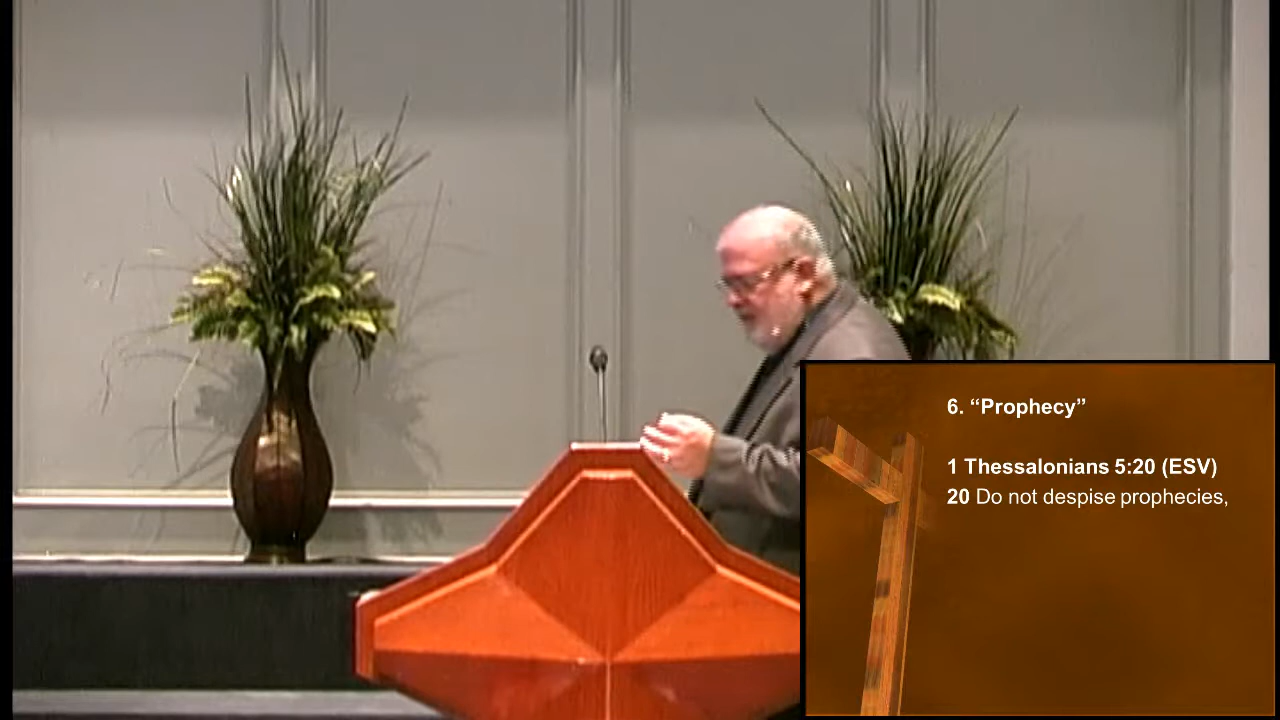 6. “Prophecy”
1 Thessalonians 5:20 (ESV)
20 Do not despise prophecies,